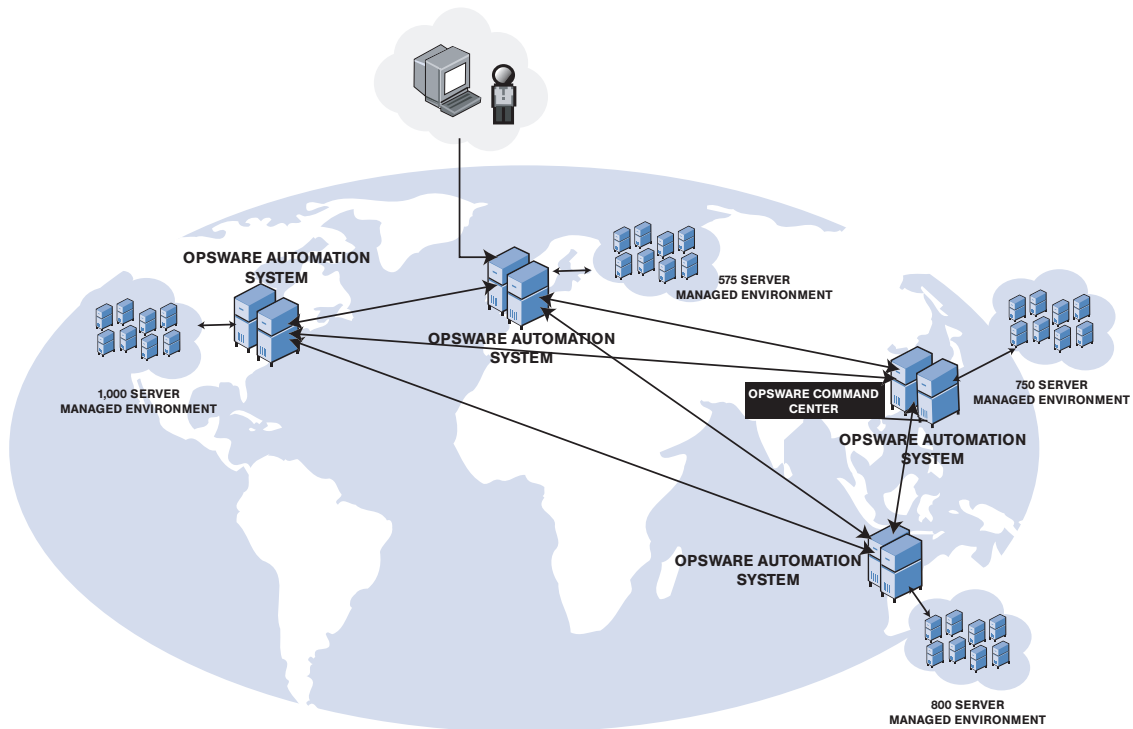 OPSWARE AUTOMATION
SYSTEM
575 SERVER
MANAGED ENVIRONMENT
OPSWARE AUTOMATION
SYSTEM
1,000 SERVER
MANAGED ENVIRONMENT
OPSWARE COMMAND
CENTER
750 SERVER
MANAGED ENVIRONMENT
OPSWARE AUTOMATION
SYSTEM
OPSWARE AUTOMATION
SYSTEM
800 SERVER
MANAGED ENVIRONMENT